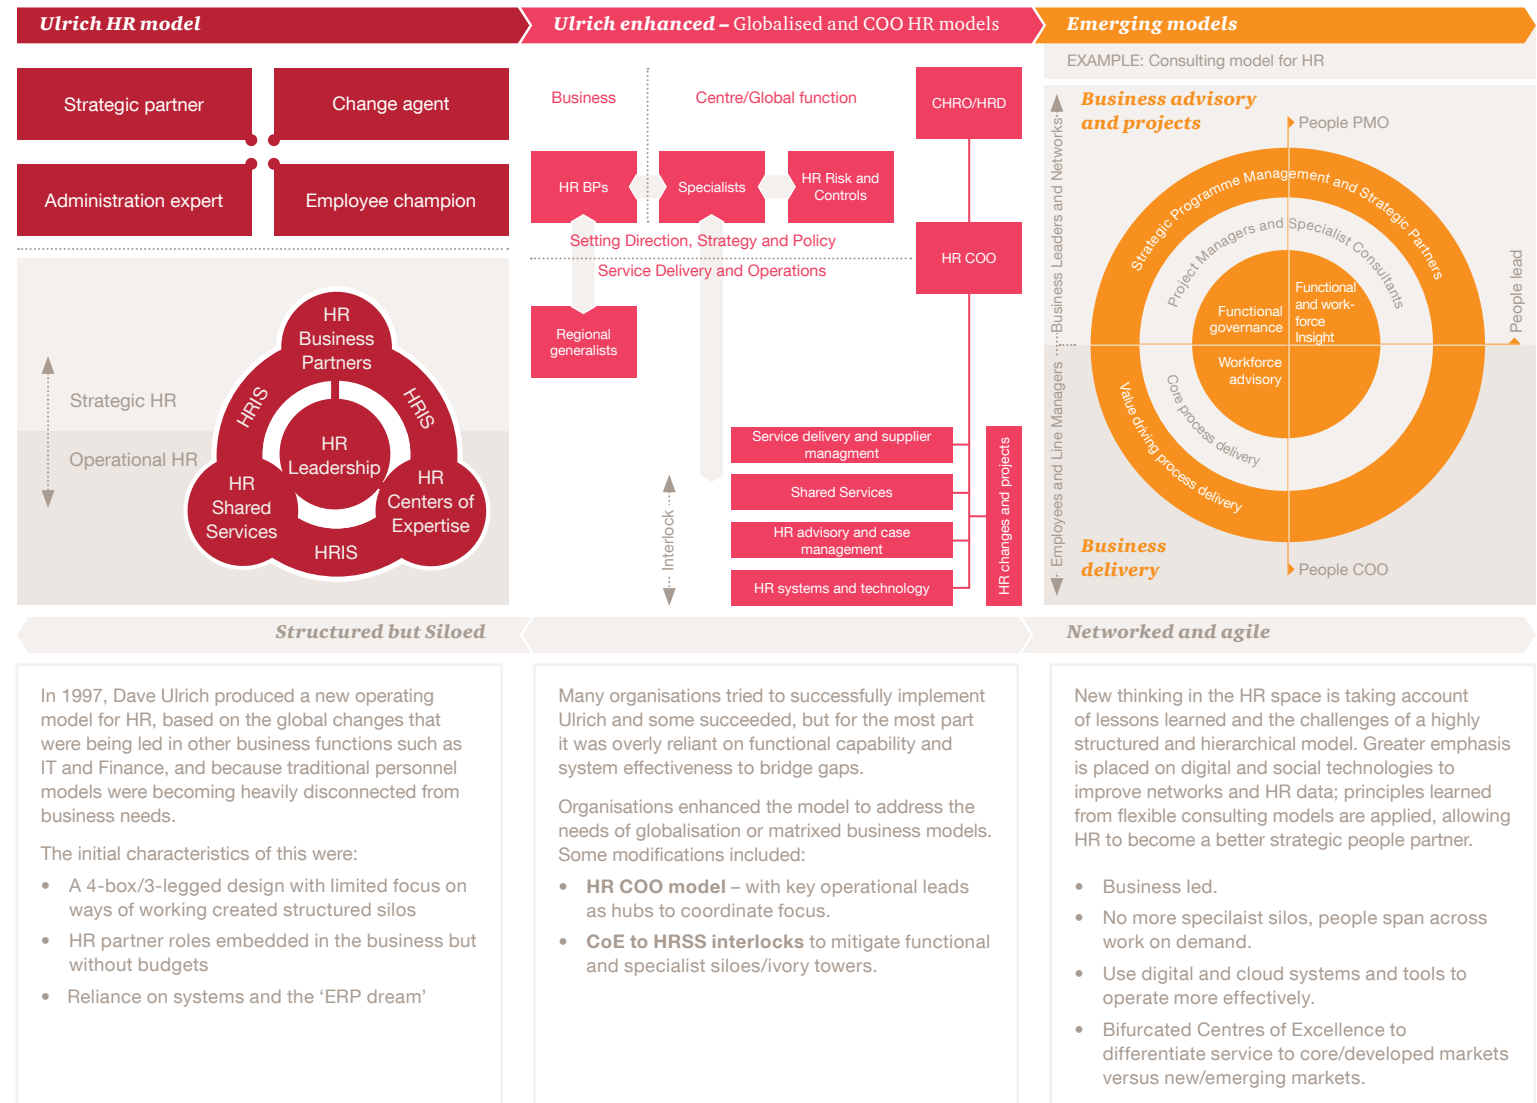 Ulrich HR model
Ulrich enhanced – Globalised and COO HR models
Emerging models
Strategic partner
Change agent
Administration expert
Employee champion
Strategic HR
Operational HR
HR
Business
Partners
HRIS
HRIS
HR
Leadership
HR
Shared
Services
HR
Centers of
Expertise
HRIS
Business
Centre/Global function
CHRO/HRD
HR BPs
Specialists
HR Risk and
Controls
Setting Direction, Strategy and Policy
Service Delivery and Operations
HR COO
Regional
generalists
Service delivery and supplier
managment
Shared Services
HR advisory and case
management
HR systems and technology
HR changes and projects
Interlock
EXAMPLE: Consulting model for HR
Business advisory
and projects
People PMO
Business Leaders and Networks
Employees and Line Managers
Strategic Programme Management and Strategic Partners
Project Managers and Specialist Consultants
Functional
governance
Functional
and work-
force
Insight
Workforce
advisory
Core process delivery
Value driving process delivery
People lead
Business
delivery
People COO
Structured but Siloed
Networked and agile
In 1997, Dave Ulrich produced a new operating
model for HR, based on the global changes that
were being led in other business functions such as
IT and Finance, and because traditional personnel
models were becoming heavily disconnected from
business needs.
The initial characteristics of this were:
• A 4-box/3-legged design with limited focus on
ways of working created structured silos
• HR partner roles embedded in the business but
without budgets
• Reliance on systems and the ‘ERP dream’
Many organisations tried to successfully implement
Ulrich and some succeeded, but for the most part
it was overly reliant on functional capability and
system effectiveness to bridge gaps.
Organisations enhanced the model to address the
needs of globalisation or matrixed business models.
Some modifications included:
• HR COO model – with key operational leads
as hubs to coordinate focus.
• CoE to HRSS interlocks to mitigate functional
and specialist siloes/ivory towers.
New thinking in the HR space is taking account
of lessons learned and the challenges of a highly
structured and hierarchical model. Greater emphasis
is placed on digital and social technologies to
improve networks and HR data; principles learned
from flexible consulting models are applied, allowing
HR to become a better strategic people partner.
• Business led.
• No more specilaist silos, people span across
work on demand.
• Use digital and cloud systems and tools to
operate more effectively.
• Bifurcated Centres of Excellence to
differentiate service to core/developed markets
versus new/emerging markets.